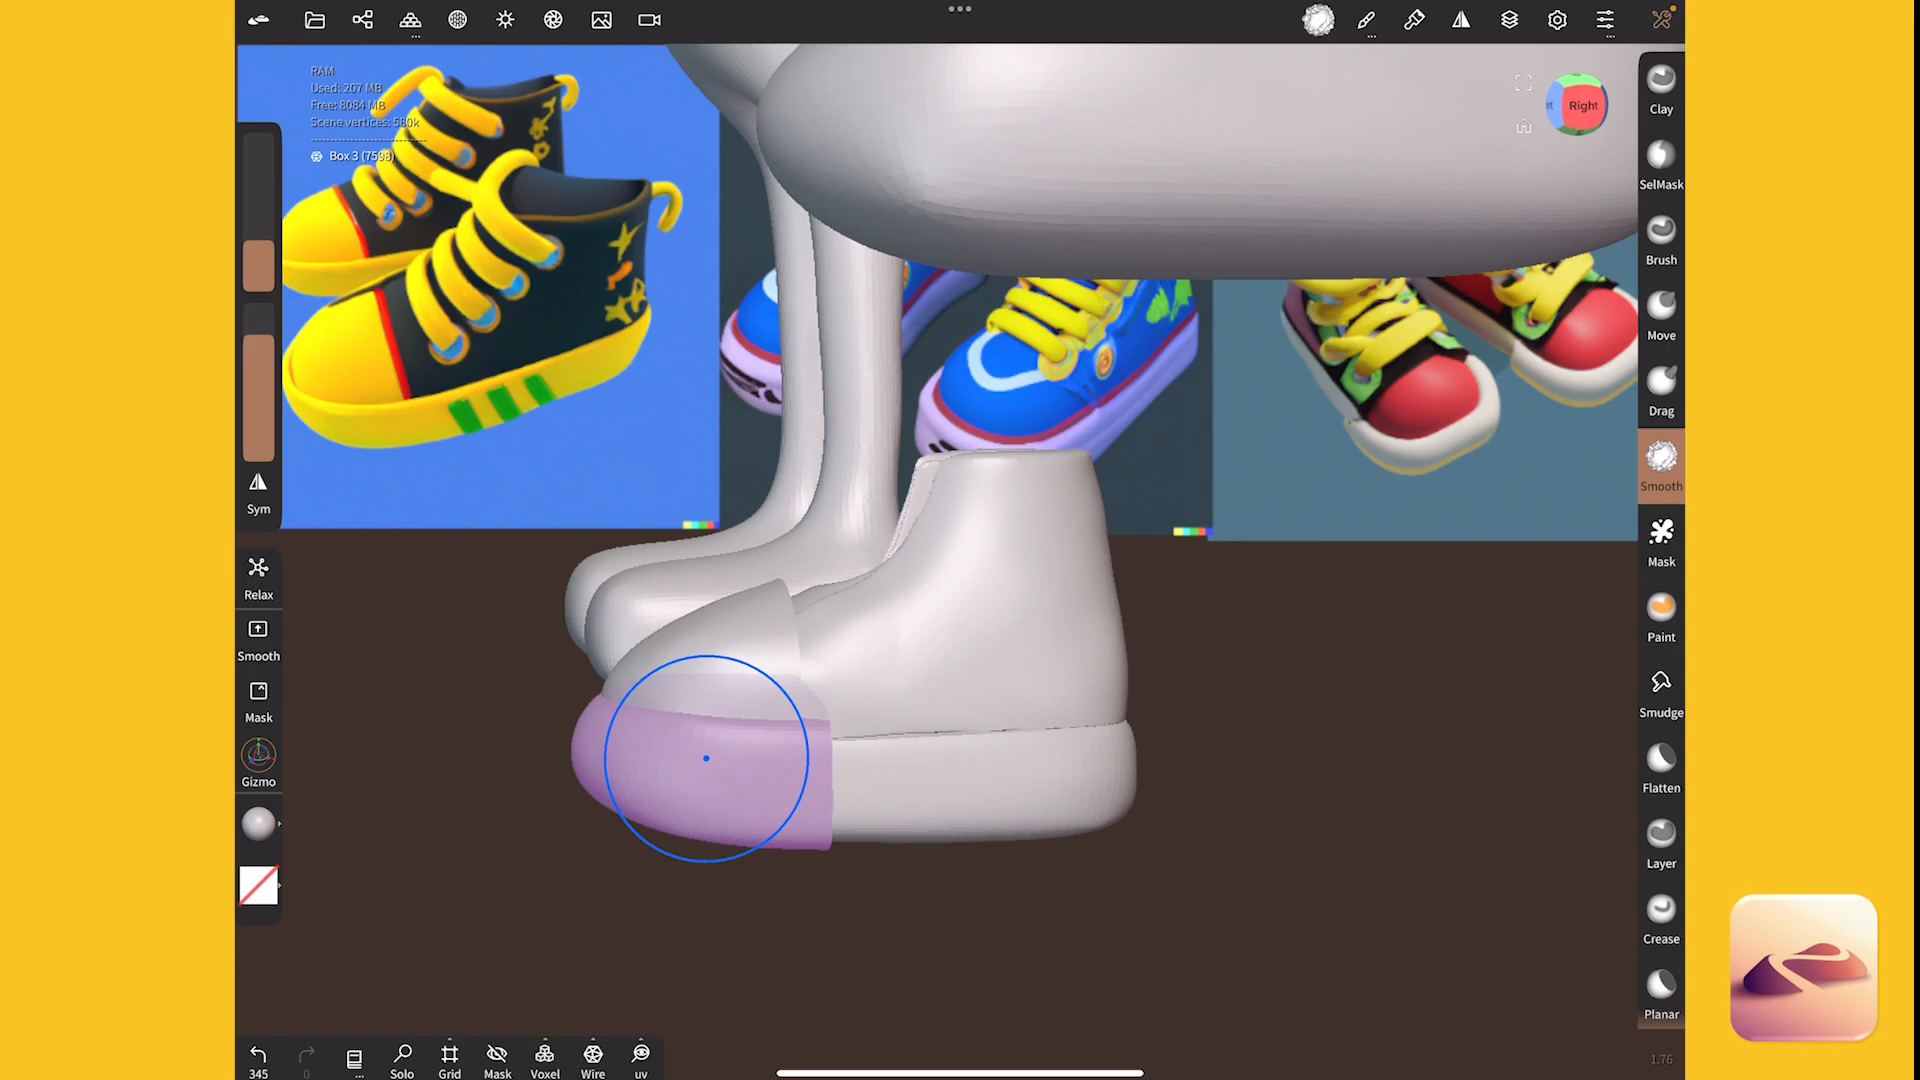 RAM
Used: 207 MB
Free: 8084 MB
Scene vertices: 580k
Box 3 (7598)
Right
Clay
SelMask
Brush
Move
Drag
Smooth
Mask
Paint
Smudge
Flatten
Layer
Crease
Planar
1.76
Sym
Relax
Smooth
Mask
Gizmo
345
0
Solo
Grid
Mask
Voxel
Wire
uv